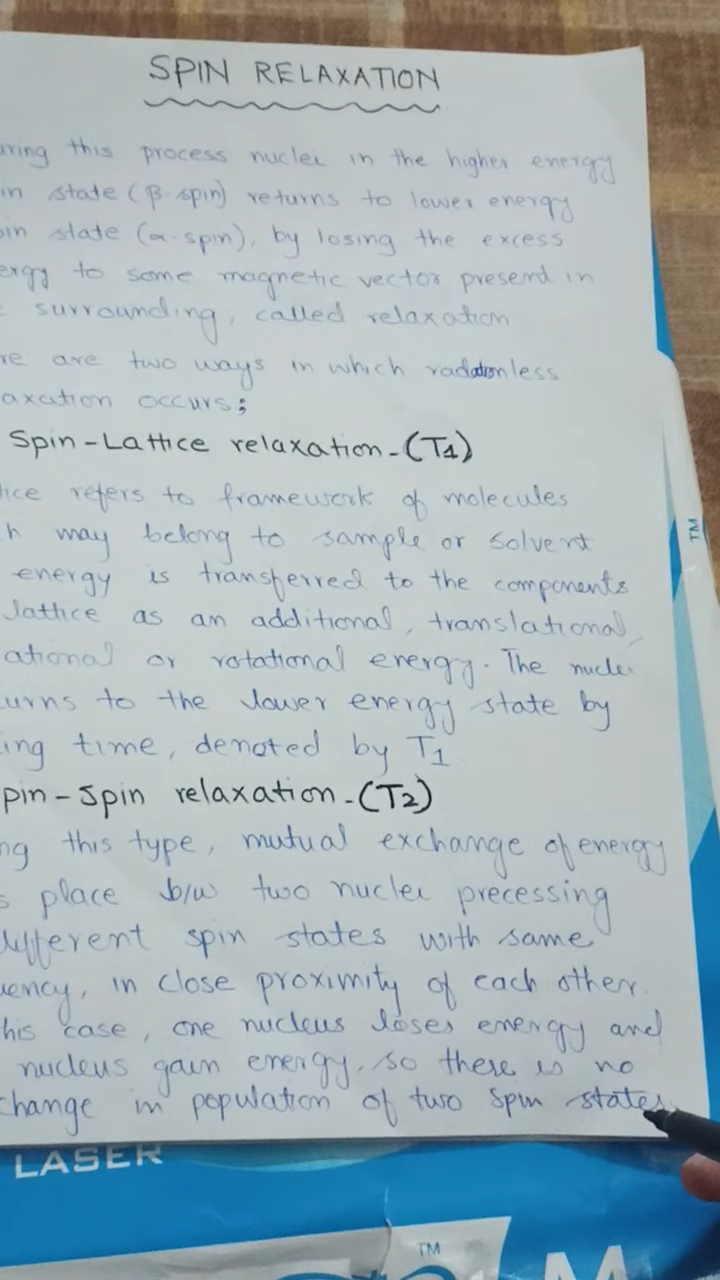 SPIN RELAXATION
uring this process nuclei in the higher energy
in state (β-spin) returns to lower energy
pin state (α-spin), by losing the excess
ergy to some magnetic vector present in
e surrounding, called relaxation
re are two ways in which radationless
axation occurs;
Spin-Lattice relaxation-(T1)
tice refers to framework of molecules
h may belong to sample or solvent
energy is transferred to the components
lattice as an additional, translational,
ational or rotational energy. The nuclei
urns to the lower energy state by
ing time, denoted by T1
pin-Spin relaxation-(T2)
ng this type, mutual exchange of energy
s place b/w two nuclei precessing
different spin states with same
uency, in close proximity of each other.
his case, one nucleus loses energy and
nucleus gain energy. so there is no
change in population of two spin states
TM
LASER
TM
M